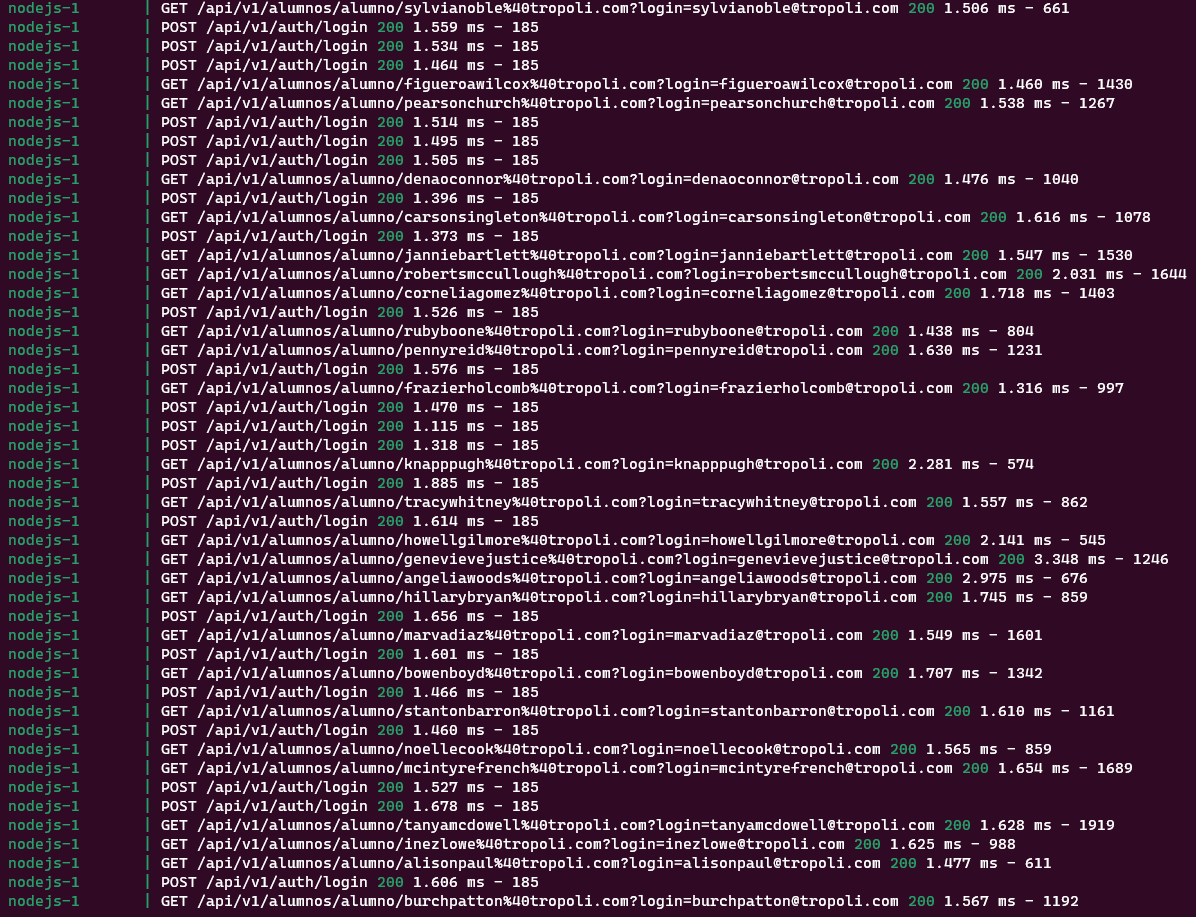 nodejs-1 | GET /api/v1/alumnos/alumno/sylvianoble%40tropoli.com?login=sylvianoble@tropoli.com 200 1.506 ms - 661
nodejs-1 | POST /api/v1/auth/login 200 1.559 ms - 185
nodejs-1 | POST /api/v1/auth/login 200 1.534 ms - 185
nodejs-1 | POST /api/v1/auth/login 200 1.464 ms - 185
nodejs-1 | GET /api/v1/alumnos/alumno/figueroawilcox%40tropoli.com?login=figueroawilcox@tropoli.com 200 1.460 ms - 1430
nodejs-1 | GET /api/v1/alumnos/alumno/pearsonchurch%40tropoli.com?login=pearsonchurch@tropoli.com 200 1.538 ms - 1267
nodejs-1 | POST /api/v1/auth/login 200 1.514 ms - 185
nodejs-1 | POST /api/v1/auth/login 200 1.495 ms - 185
nodejs-1 | POST /api/v1/auth/login 200 1.505 ms - 185
nodejs-1 | GET /api/v1/alumnos/alumno/denaoconnor%40tropoli.com?login=denaoconnor@tropoli.com 200 1.476 ms - 1040
nodejs-1 | POST /api/v1/auth/login 200 1.396 ms - 185
nodejs-1 | GET /api/v1/alumnos/alumno/carsonsingleton%40tropoli.com?login=carsonsingleton@tropoli.com 200 1.616 ms - 1078
nodejs-1 | POST /api/v1/auth/login 200 1.373 ms - 185
nodejs-1 | GET /api/v1/alumnos/alumno/janniebartlett%40tropoli.com?login=janniebartlett@tropoli.com 200 1.547 ms - 1530
nodejs-1 | GET /api/v1/alumnos/alumno/robertsmccullough%40tropoli.com?login=robertsmccullough@tropoli.com 200 2.031 ms - 1644
nodejs-1 | GET /api/v1/alumnos/alumno/corneliagomez%40tropoli.com?login=corneliagomez@tropoli.com 200 1.718 ms - 1403
nodejs-1 | POST /api/v1/auth/login 200 1.526 ms - 185
nodejs-1 | GET /api/v1/alumnos/alumno/rubyboone%40tropoli.com?login=rubyboone@tropoli.com 200 1.438 ms - 804
nodejs-1 | GET /api/v1/alumnos/alumno/pennyreid%40tropoli.com?login=pennyreid@tropoli.com 200 1.630 ms - 1231
nodejs-1 | POST /api/v1/auth/login 200 1.576 ms - 185
nodejs-1 | GET /api/v1/alumnos/alumno/frazierholcomb%40tropoli.com?login=frazierholcomb@tropoli.com 200 1.316 ms - 997
nodejs-1 | POST /api/v1/auth/login 200 1.470 ms - 185
nodejs-1 | POST /api/v1/auth/login 200 1.115 ms - 185
nodejs-1 | POST /api/v1/auth/login 200 1.318 ms - 185
nodejs-1 | GET /api/v1/alumnos/alumno/knapppugh%40tropoli.com?login=knapppugh@tropoli.com 200 2.281 ms - 574
nodejs-1 | POST /api/v1/auth/login 200 1.885 ms - 185
nodejs-1 | GET /api/v1/alumnos/alumno/tracywhitney%40tropoli.com?login=tracywhitney@tropoli.com 200 1.557 ms - 862
nodejs-1 | POST /api/v1/auth/login 200 1.614 ms - 185
nodejs-1 | GET /api/v1/alumnos/alumno/howellgilmore%40tropoli.com?login=howellgilmore@tropoli.com 200 2.141 ms - 545
nodejs-1 | GET /api/v1/alumnos/alumno/genevievejustice%40tropoli.com?login=genevievejustice@tropoli.com 200 3.348 ms - 1246
nodejs-1 | GET /api/v1/alumnos/alumno/angeliawoods%40tropoli.com?login=angeliawoods@tropoli.com 200 2.975 ms - 676
nodejs-1 | GET /api/v1/alumnos/alumno/hillarybryan%40tropoli.com?login=hillarybryan@tropoli.com 200 1.745 ms - 859
nodejs-1 | POST /api/v1/auth/login 200 1.656 ms - 185
nodejs-1 | GET /api/v1/alumnos/alumno/marvadiaz%40tropoli.com?login=marvadiaz@tropoli.com 200 1.549 ms - 1601
nodejs-1 | POST /api/v1/auth/login 200 1.601 ms - 185
nodejs-1 | GET /api/v1/alumnos/alumno/bowenboyd%40tropoli.com?login=bowenboyd@tropoli.com 200 1.707 ms - 1342
nodejs-1 | POST /api/v1/auth/login 200 1.466 ms - 185
nodejs-1 | GET /api/v1/alumnos/alumno/stantonbarron%40tropoli.com?login=stantonbarron@tropoli.com 200 1.610 ms - 1161
nodejs-1 | POST /api/v1/auth/login 200 1.460 ms - 185
nodejs-1 | GET /api/v1/alumnos/alumno/noellecook%40tropoli.com?login=noellecook@tropoli.com 200 1.565 ms - 859
nodejs-1 | GET /api/v1/alumnos/alumno/mcintyrefrench%40tropoli.com?login=mcintyrefrench@tropoli.com 200 1.654 ms - 1689
nodejs-1 | POST /api/v1/auth/login 200 1.527 ms - 185
nodejs-1 | POST /api/v1/auth/login 200 1.678 ms - 185
nodejs-1 | GET /api/v1/alumnos/alumno/tanyamcdowell%40tropoli.com?login=tanyamcdowell@tropoli.com 200 1.628 ms - 1919
nodejs-1 | GET /api/v1/alumnos/alumno/inezlowe%40tropoli.com?login=inezlowe@tropoli.com 200 1.625 ms - 988
nodejs-1 | GET /api/v1/alumnos/alumno/alisonpaul%40tropoli.com?login=alisonpaul@tropoli.com 200 1.477 ms - 611
nodejs-1 | POST /api/v1/auth/login 200 1.606 ms - 185
nodejs-1 | GET /api/v1/alumnos/alumno/burchpatton%40tropoli.com?login=burchpatton@tropoli.com 200 1.567 ms - 1192